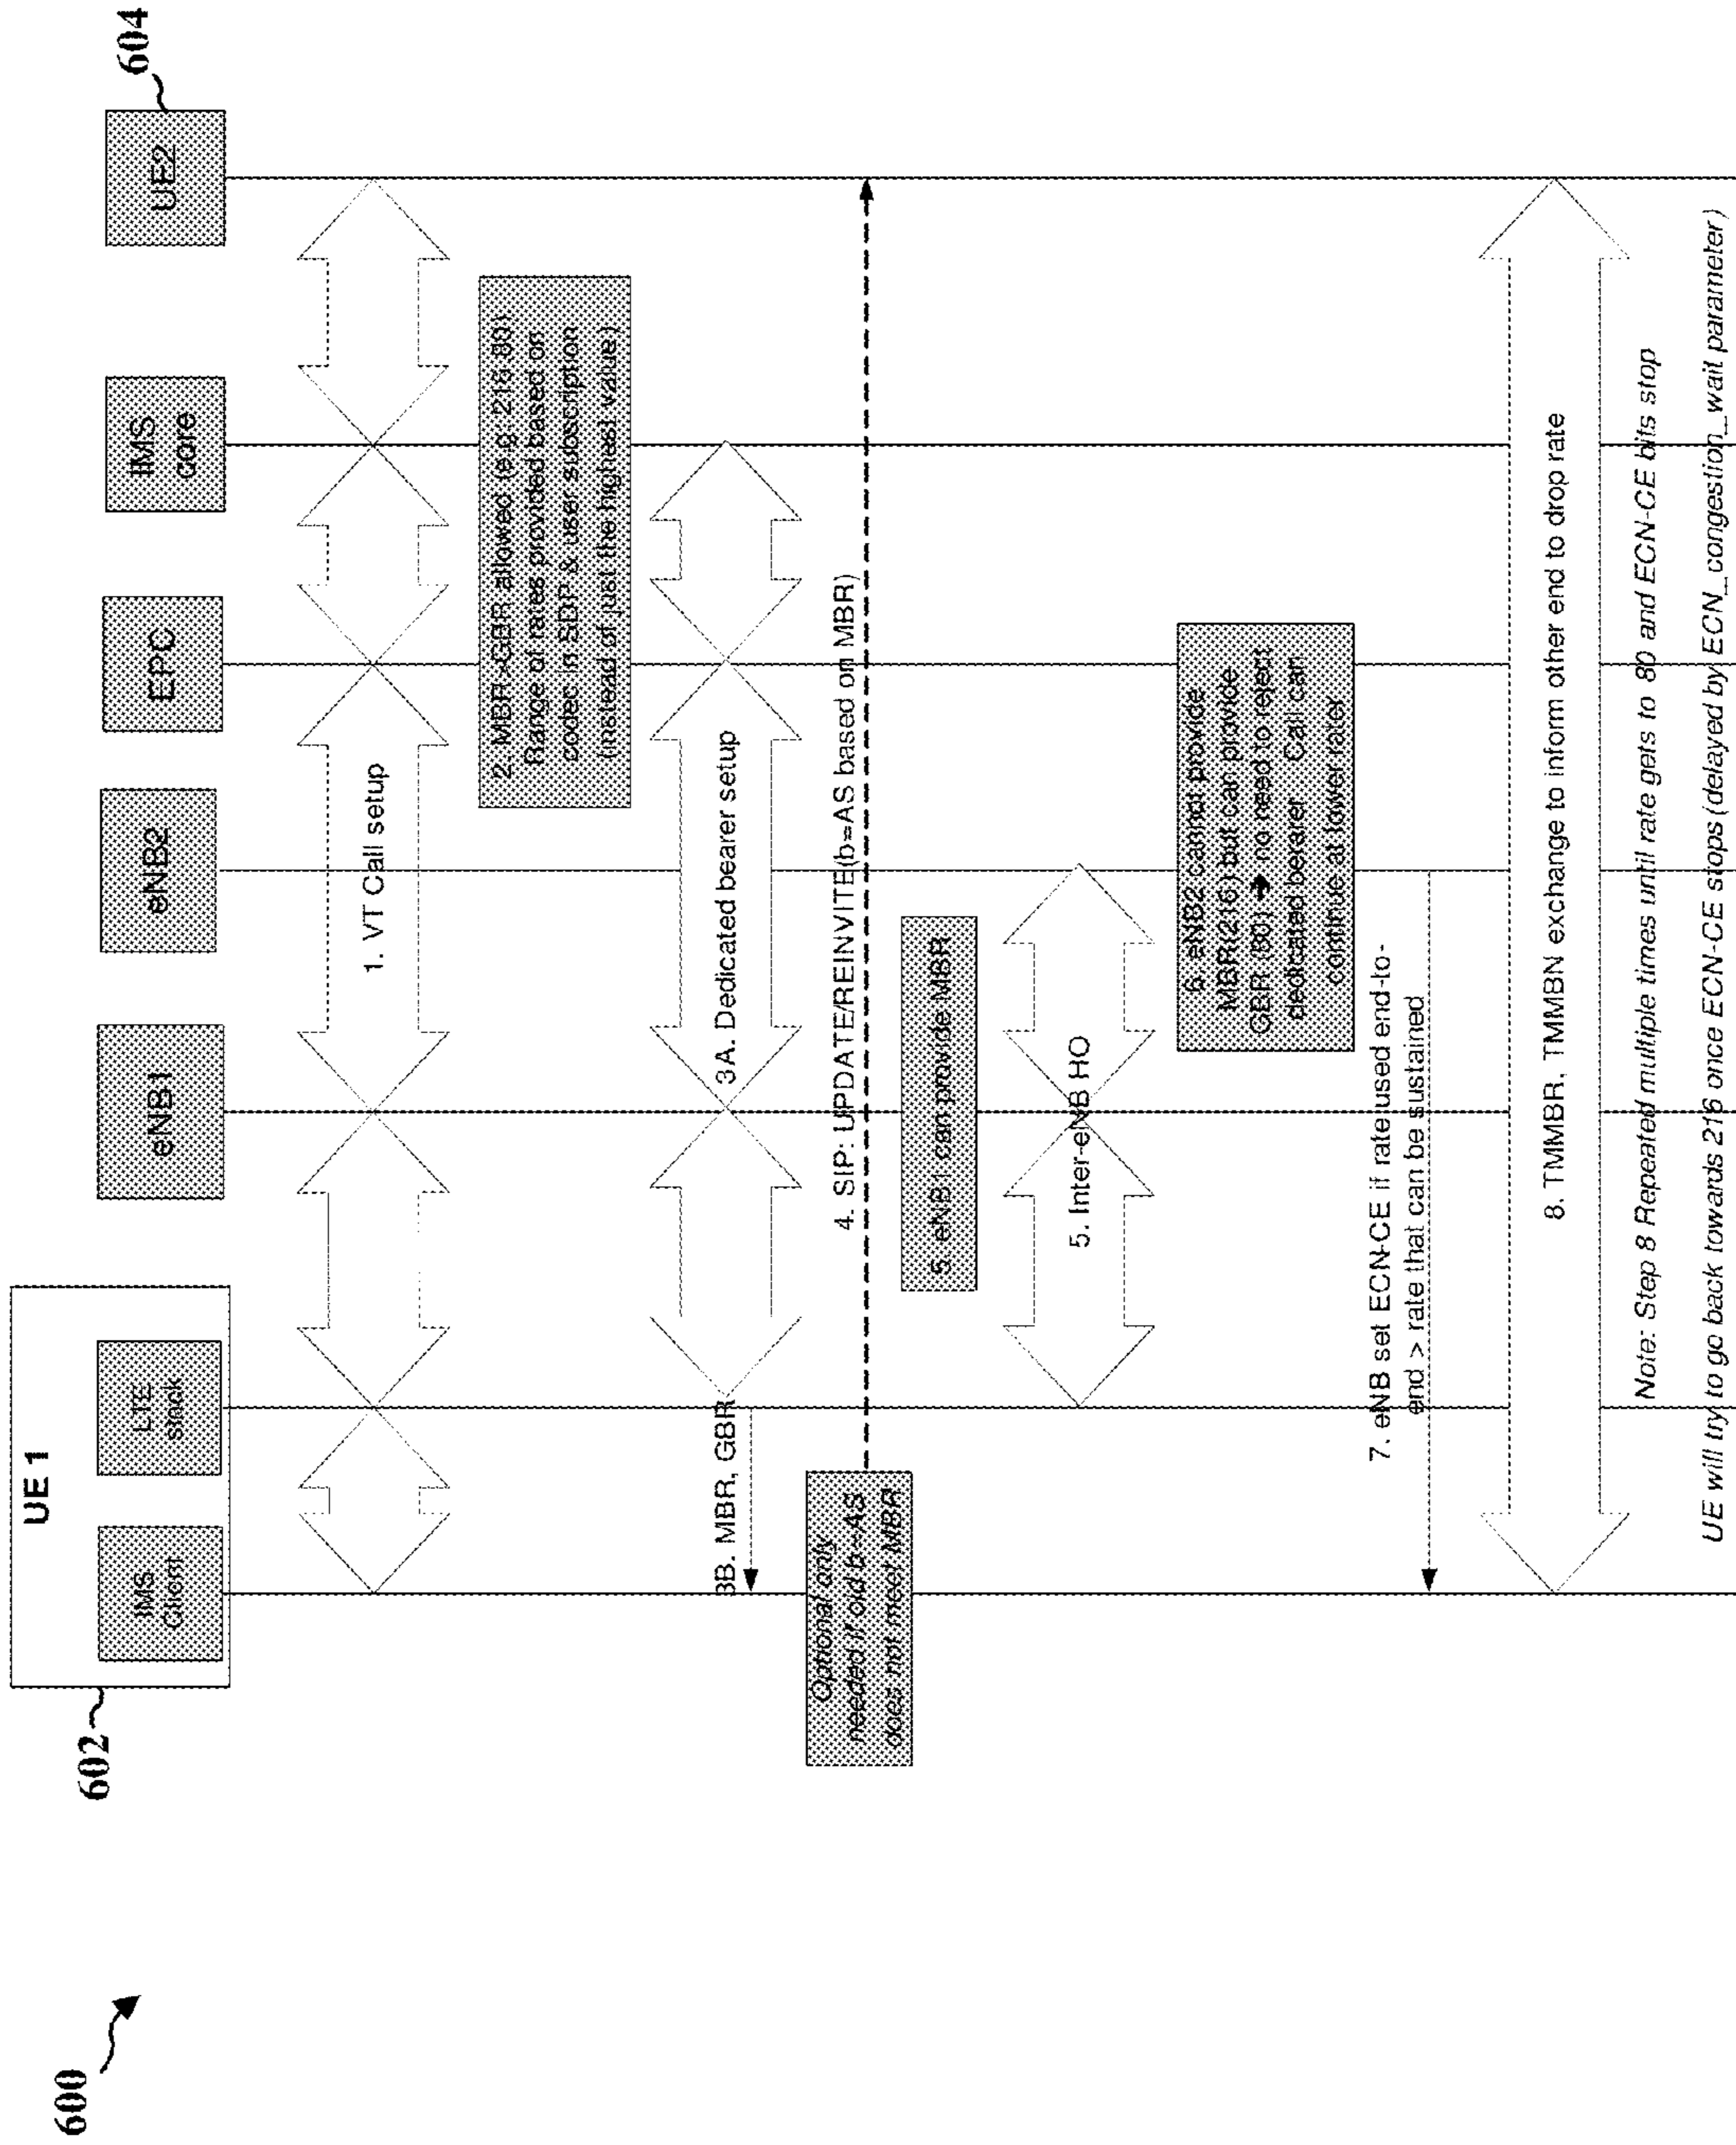 600
602
UE 1
IMS
Client
LTE
stack
eNB1
eNB2
EPC
IMS
core
UE2
604
1. VT Call setup
2. MBR>GBR allowed (e.g. 216:80)
Range of rates provided based on
codec in SDP & user subscription
(instead of just the highest value)
3A. Dedicated bearer setup
3B. MBR, GBR
Optional only
needed if old b=AS
does not meet MBR
4. SIP: UPDATE/REINVITE(b=AS based on MBR)
5. eNB1 can provide MBR
5. Inter-eNB HO
6. eNB2 cannot provide
MBR(216) but can provide
GBR (80) → no need to reject
dedicated berarer. Call can
continue at lower rater
7. eNB set ECN-CE if rate used end-to-
end > rate that can be sustained
8. TMMBR, TMMBN exchange to inform other end to drop rate
Note: Step 8 Repeated multiple times until rate gets to 80 and ECN-CE bits stop
UE will try to go back towards 216 once ECN-CE stops (delayed by ECN_congestion_wait parameter)